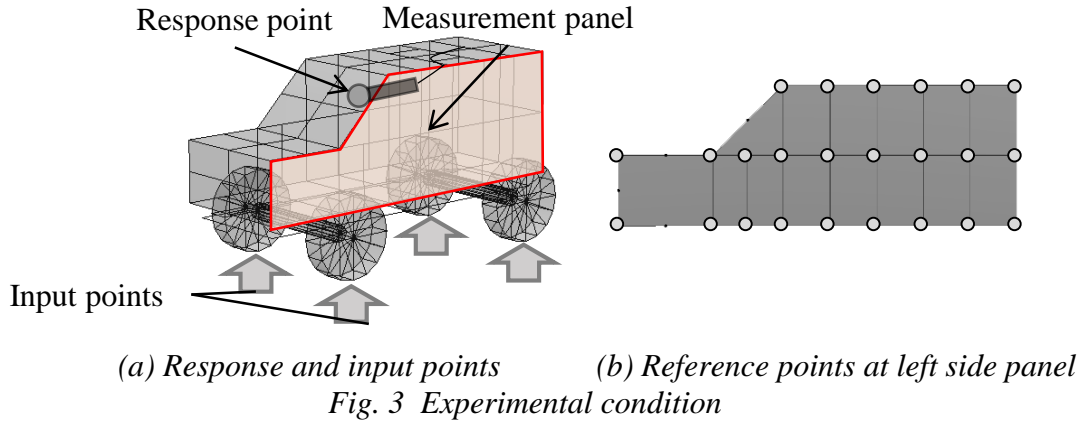 Response point
Measurement panel
Input points
(a) Response and input points
(b) Reference points at left side panel
Fig. 3  Experimental condition